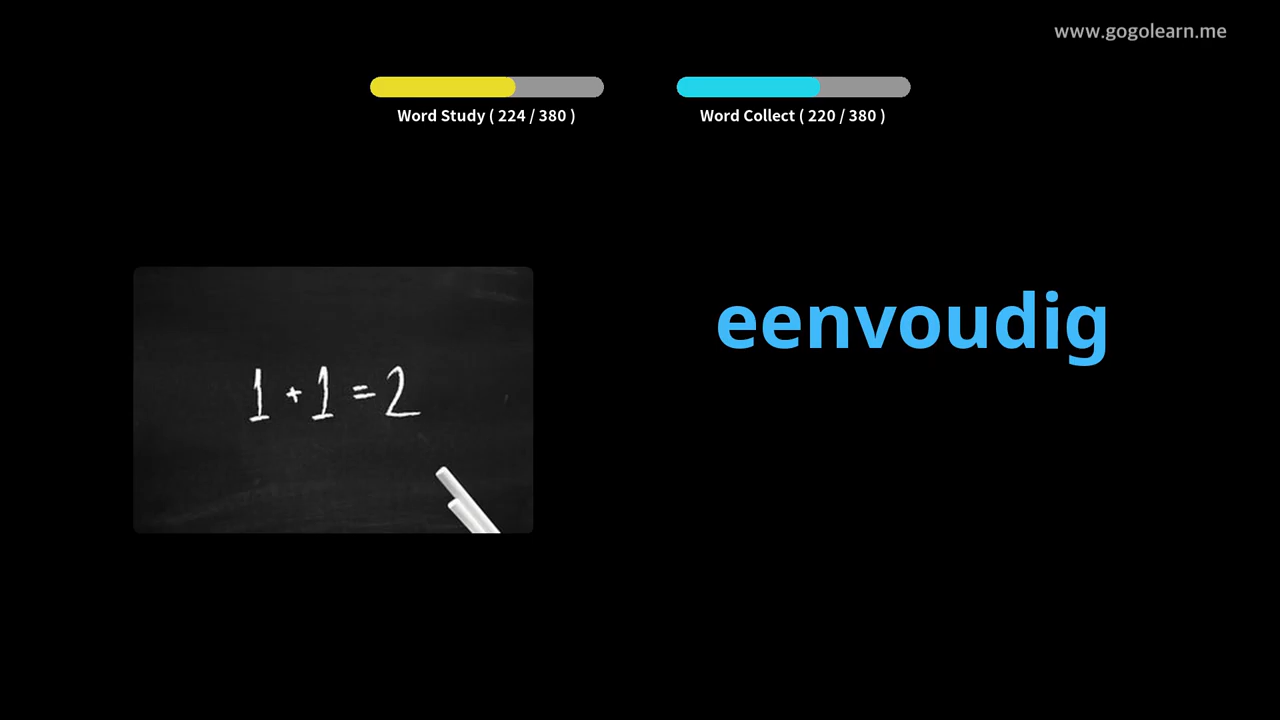 www.gogolearn.me
Word Study ( 224 / 380 )
Word Collect ( 220 / 380 )
eenvoudig
1 + 1 = 2